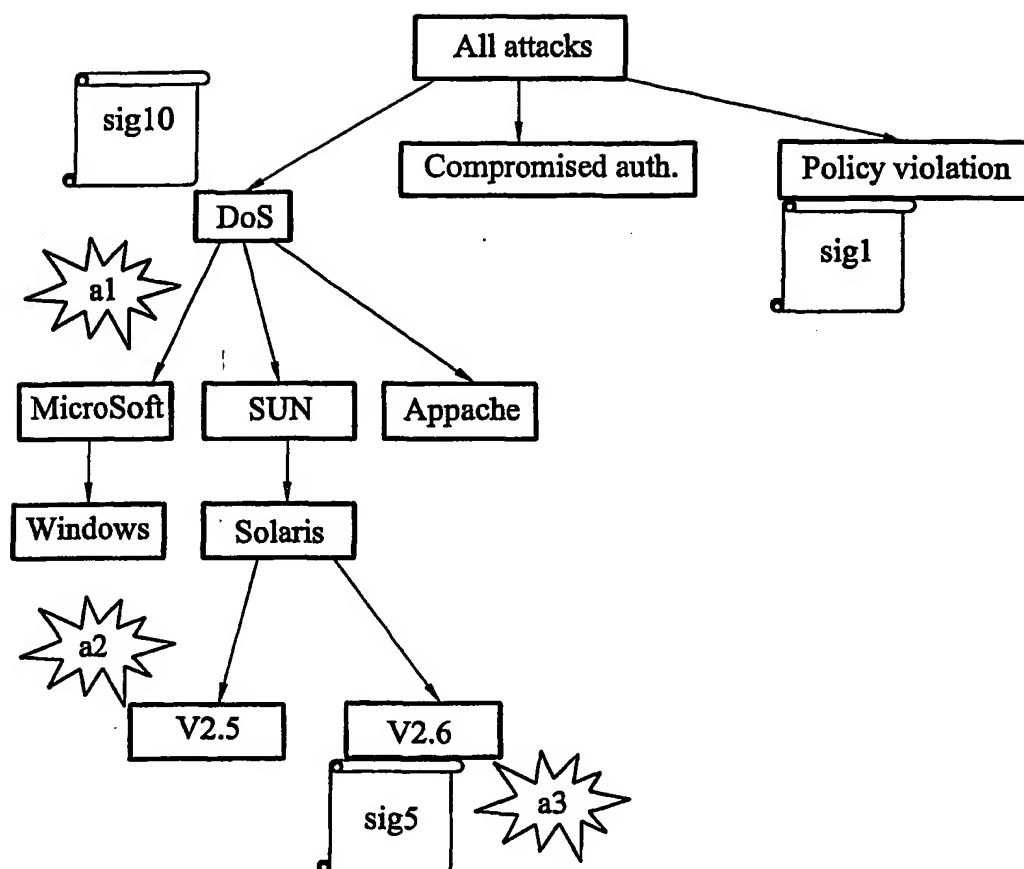 All attacks
sig10
Compromised auth.
Policy violation
DoS
sig1
a1
MicroSoft
SUN
Appache
Windows
Solaris
a2
V2.5
V2.6
sig5
a3